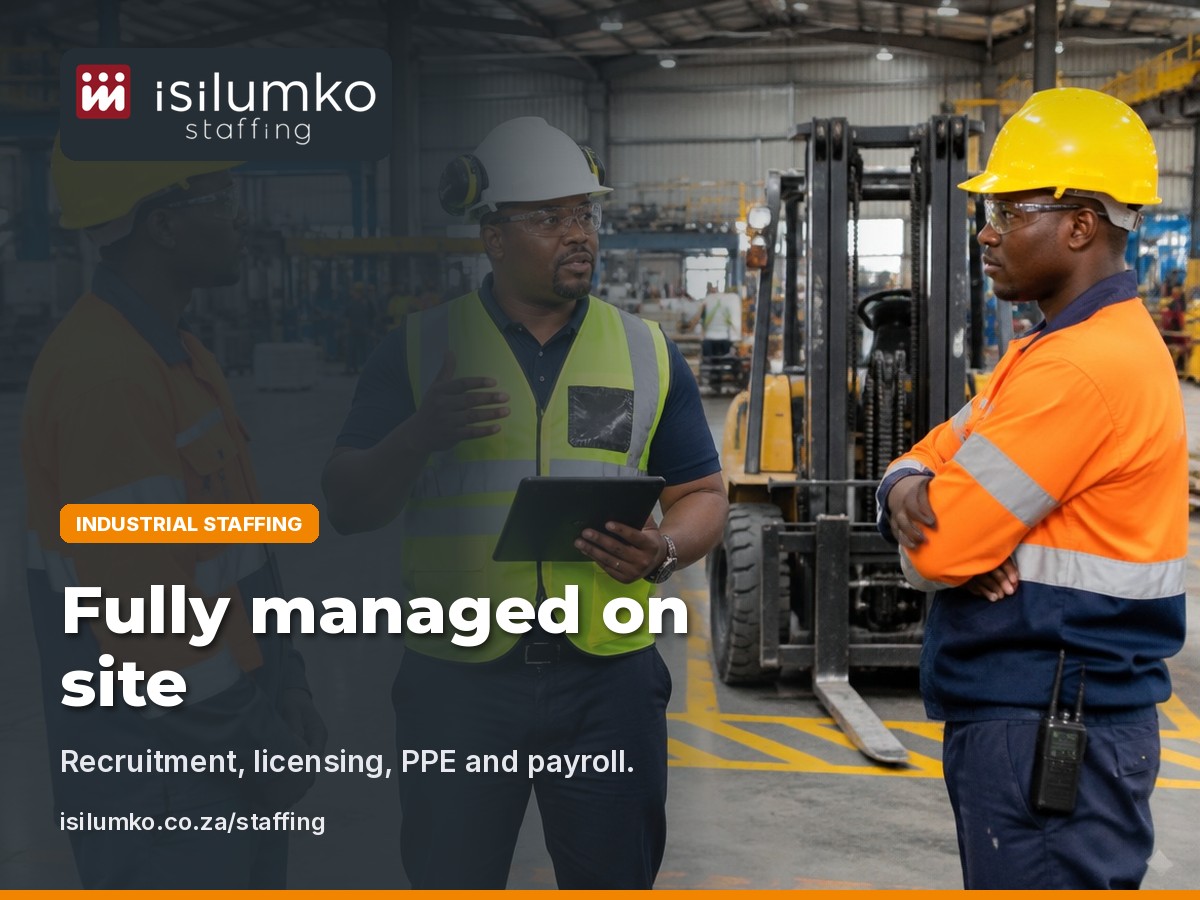 isilumko
staffing
INDUSTRIAL STAFFING
Fully managed on
site
Recruitment, licensing, PPE and payroll.
isilumko.co.za/staffing